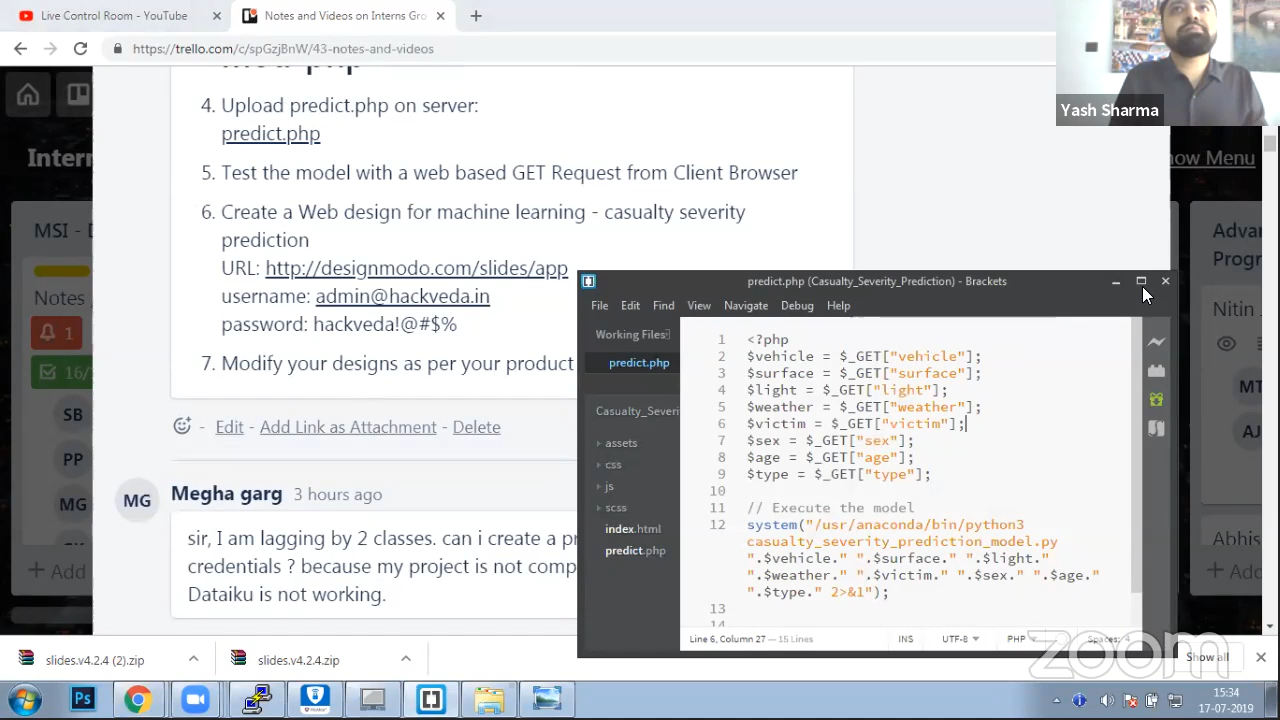 Live Control Room - YouTube
Notes and Videos on Interns Gro
https://trello.com/c/spGzjBnW/43-notes-and-videos
Yash Sharma
4. Upload predict.php on server:
predict.php
5. Test the model with a web based GET Request from Client Browser
6. Create a Web design for machine learning - casualty severity
prediction
URL: http://designmodo.com/slides/app
username: admin@hackveda.in
password: hackveda!@#$%
7. Modify your designs as per your product
Edit - Add Link as Attachment - Delete
MG
Megha garg 3 hours ago
sir, I am lagging by 2 classes. can i create a pr
credentials ? because my project is not comp
Dataiku is not working.
Intern
MSI - D
Notes
1
16/
SB
PP
MG
+ Add
how Menu
Advar
Progr
Nitin
MT
AJ
+ Add
Abhis
predict.php (Casualty_Severity_Prediction) - Brackets
File Edit Find View Navigate Debug Help
Working Files
predict.php
Casualty_Severi
assets
css
js
scss
index.html
predict.php
1 <?php
2 $vehicle = $_GET["vehicle"];
3 $surface = $_GET["surface"];
4 $light = $_GET["light"];
5 $weather = $_GET["weather"];
6 $victim = $_GET["victim"];
7 $sex = $_GET["sex"];
8 $age = $_GET["age"];
9 $type = $_GET["type"];
10
11 // Execute the model
12 system("/usr/anaconda/bin/python3
casualty_severity_prediction_model.py
".$vehicle." ".$surface." ".$light."
".$weather." ".$victim." ".$sex." ".$age."
".$type." 2>&1");
13
14
Line 6, Column 27 — 15 Lines
INS UTF-8 PHP Spaces: 4
zoom
slides.v4.2.4 (2).zip
slides.v4.2.4.zip
Show all
Ps
15:34
17-07-2019